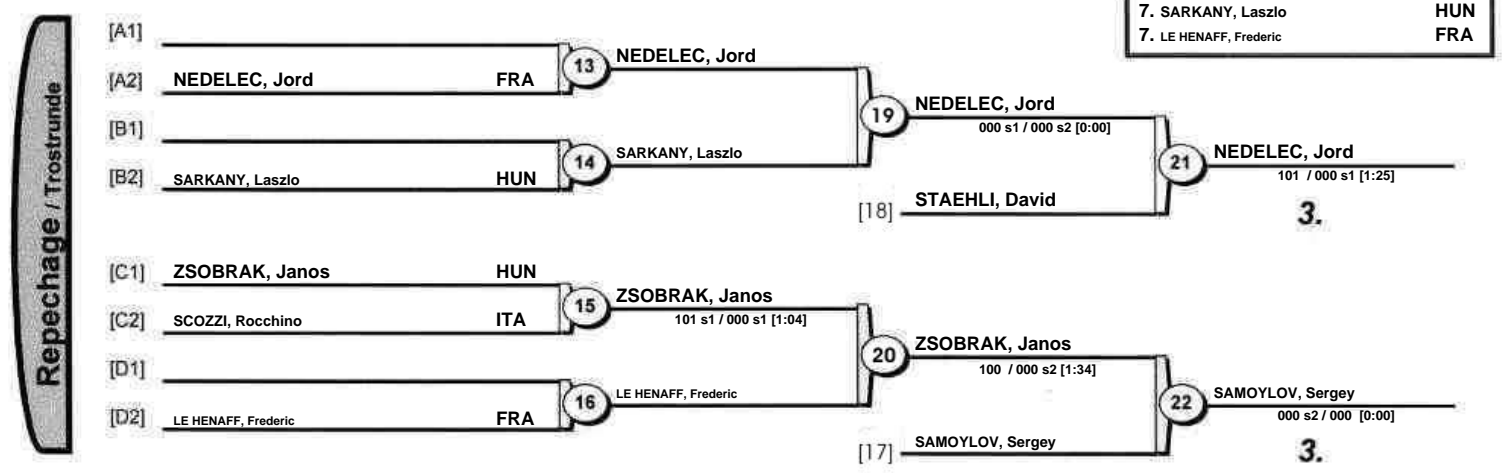 7. SARKANY, Laszlo HUN
7. LE HENAFF, Frederic FRA
Repechage / Trostrunde
[A1]
13 NEDELEC, Jord
[A2] NEDELEC, Jord FRA
19 NEDELEC, Jord
000 s1 / 000 s2 [0:00]
[B1]
14 SARKANY, Laszlo
[B2] SARKANY, Laszlo HUN
21 NEDELEC, Jord
101 / 000 s1 [1:25]
[18] STAEHLI, David
3.
[C1] ZSOBRAK, Janos HUN
15 ZSOBRAK, Janos
101 s1 / 000 s1 [1:04]
[C2] SCOZZI, Rocchino ITA
20 ZSOBRAK, Janos
100 / 000 s2 [1:34]
[D1]
16 LE HENAFF, Frederic
[D2] LE HENAFF, Frederic FRA
22 SAMOYLOV, Sergey
000 s2 / 000 [0:00]
[17] SAMOYLOV, Sergey
3.